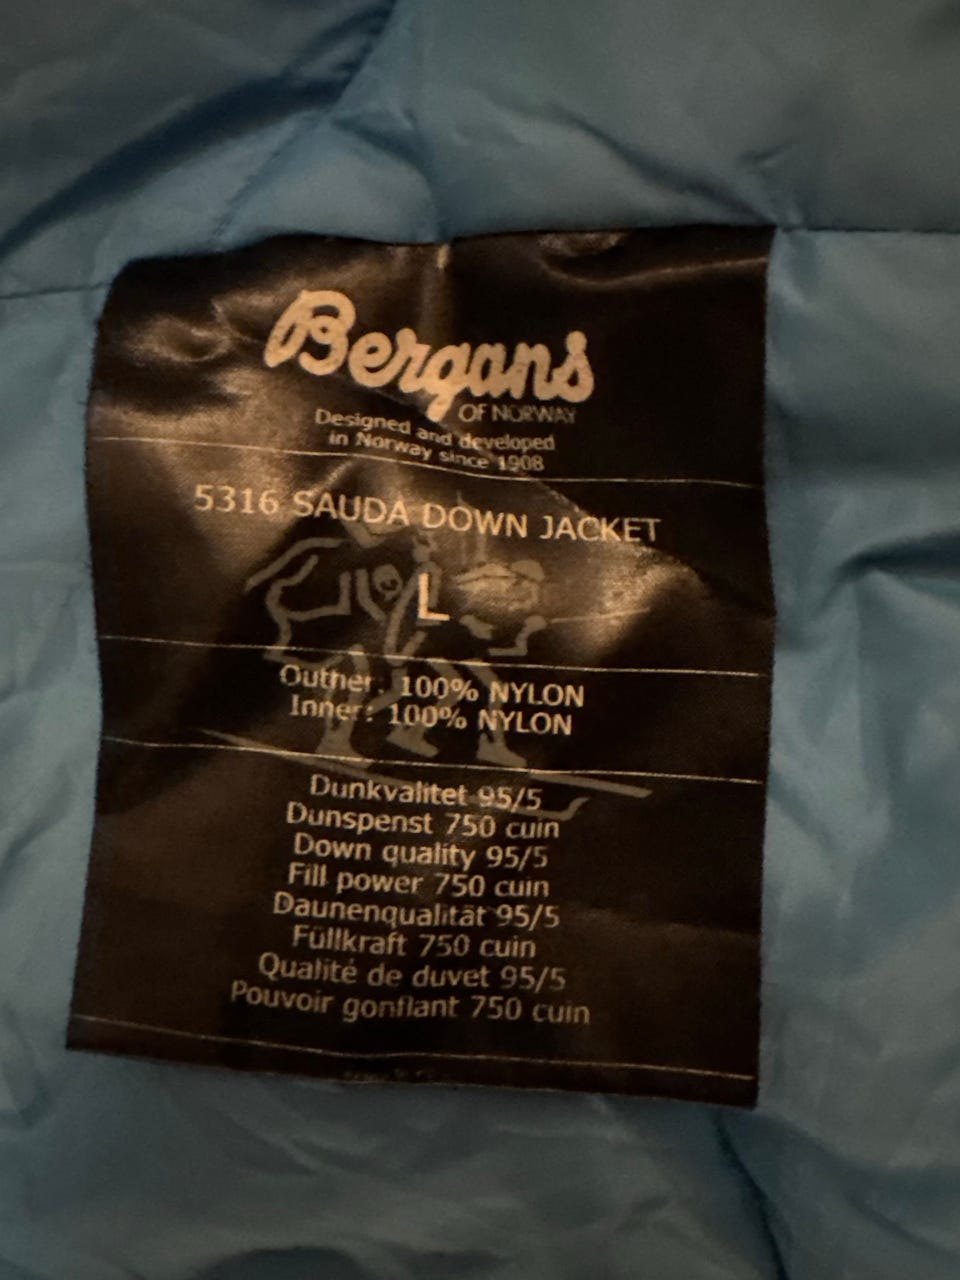 Bergans
OF NORWAY
Designed and developed
in Norway since 1908
5316 SAUDA DOWN JACKET
L
Outher: 100% NYLON
Inner: 100% NYLON
Dunkvalitet 95/5
Dunspenst 750 cuin
Down quality 95/5
Fill power 750 cuin
Daunenqualität 95/5
Füllkraft 750 cuin
Qualité de duvet 95/5
Pouvoir gonflant 750 cuin